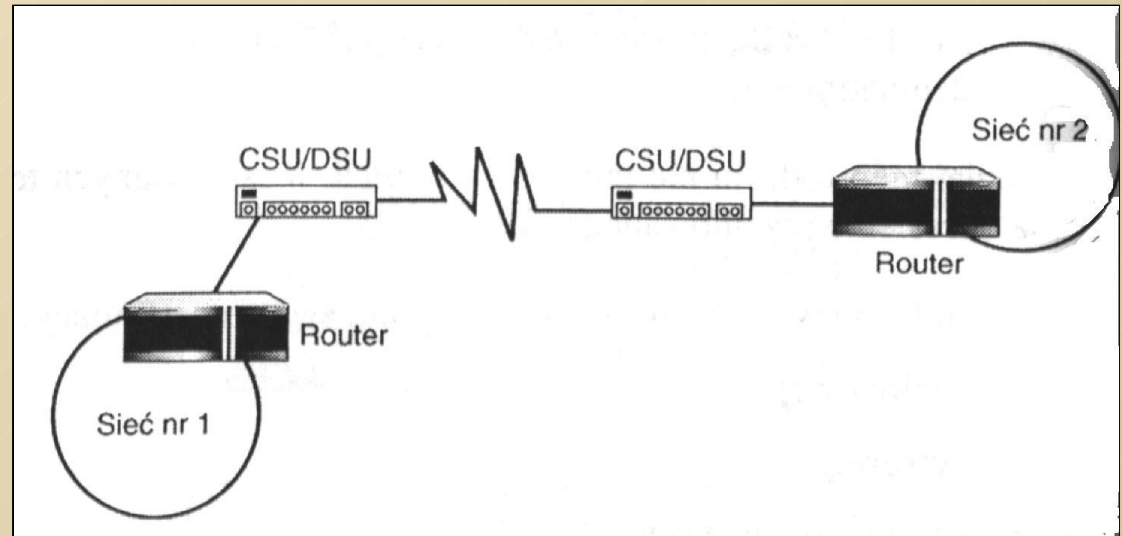 CSU/DSU
CSU/DSU
Sieć nr 2
Router
Router
Sieć nr 1